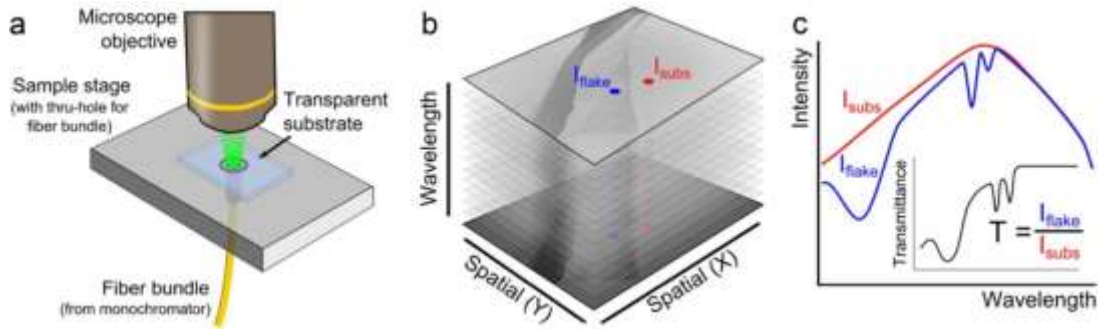 a
Microscope
objective
Sample stage
(with thru-hole for
fiber bundle)
Transparent
substrate
Fiber bundle
(from monochromator)
b
Wavelength
I_flake
I_subs
Spatial (Y)
Spatial (X)
c
Intensity
I_subs
I_flake
Transmittance
T = I_flake
I_subs
Wavelength